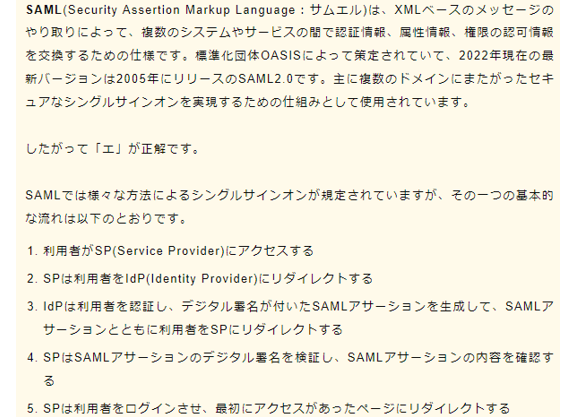 SAML(Security Assertion Markup Language：サムエル)は、XMLベースのメッセージの
やり取りによって、複数のシステムやサービスの間で認証情報、属性情報、権限の認可情報
を交換するための仕様です。標準化団体OASISによって策定されていて、2022年現在の最
新バージョンは2005年にリリースのSAML2.0です。主に複数のドメインにまたがったセキ
ュアなシングルサインオンを実現するための仕組みとして使用されています。
したがって「エ」が正解です。
SAMLでは様々な方法によるシングルサインオンが規定されていますが、その一つの基本的
な流れは以下のとおりです。
1. 利用者がSP(Service Provider)にアクセスする
2. SPは利用者をIdP(Identity Provider)にリダイレクトする
3. IdPは利用者を認証し、デジタル署名が付いたSAMLアサーションを生成して、SAMLア
サーションとともに利用者をSPにリダイレクトする
4. SPはSAMLアサーションのデジタル署名を検証し、SAMLアサーションの内容を確認す
る
5. SPは利用者をログインさせ、最初にアクセスがあったページにリダイレクトする